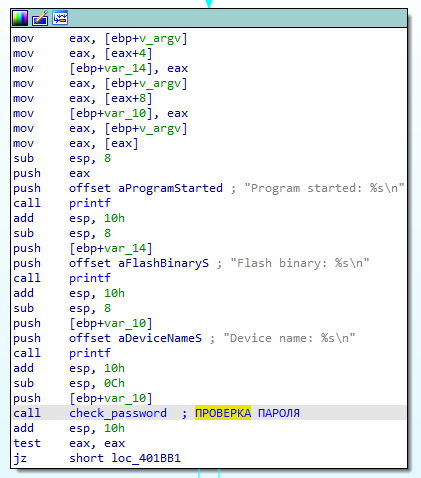 mov eax, [ebp+v_argv]
mov eax, [eax+4]
mov [ebp+var_14], eax
mov eax, [ebp+v_argv]
mov eax, [eax+8]
mov [ebp+var_10], eax
mov eax, [ebp+v_argv]
mov eax, [eax]
sub esp, 8
push eax
push offset aProgramStarted ; "Program started: %s\n"
call printf
add esp, 10h
sub esp, 8
push [ebp+var_14]
push offset aFlashBinaryS ; "Flash binary: %s\n"
call printf
add esp, 10h
sub esp, 8
push [ebp+var_10]
push offset aDeviceNameS ; "Device name: %s\n"
call printf
add esp, 10h
sub esp, 0Ch
push [ebp+var_10]
call check_password ; ПРОВЕРКА ПАРОЛЯ
add esp, 10h
test eax, eax
jz short loc_401BB1